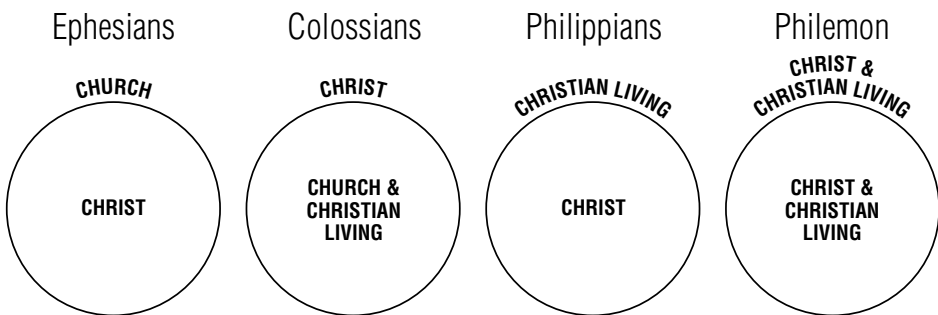 Ephesians
Colossians
Philippians
Philemon
CHURCH
CHRIST
CHRISTIAN LIVING
CHRIST &
CHRISTIAN LIVING
CHRIST
CHURCH &
CHRISTIAN
LIVING
CHRIST
CHRIST &
CHRISTIAN
LIVING